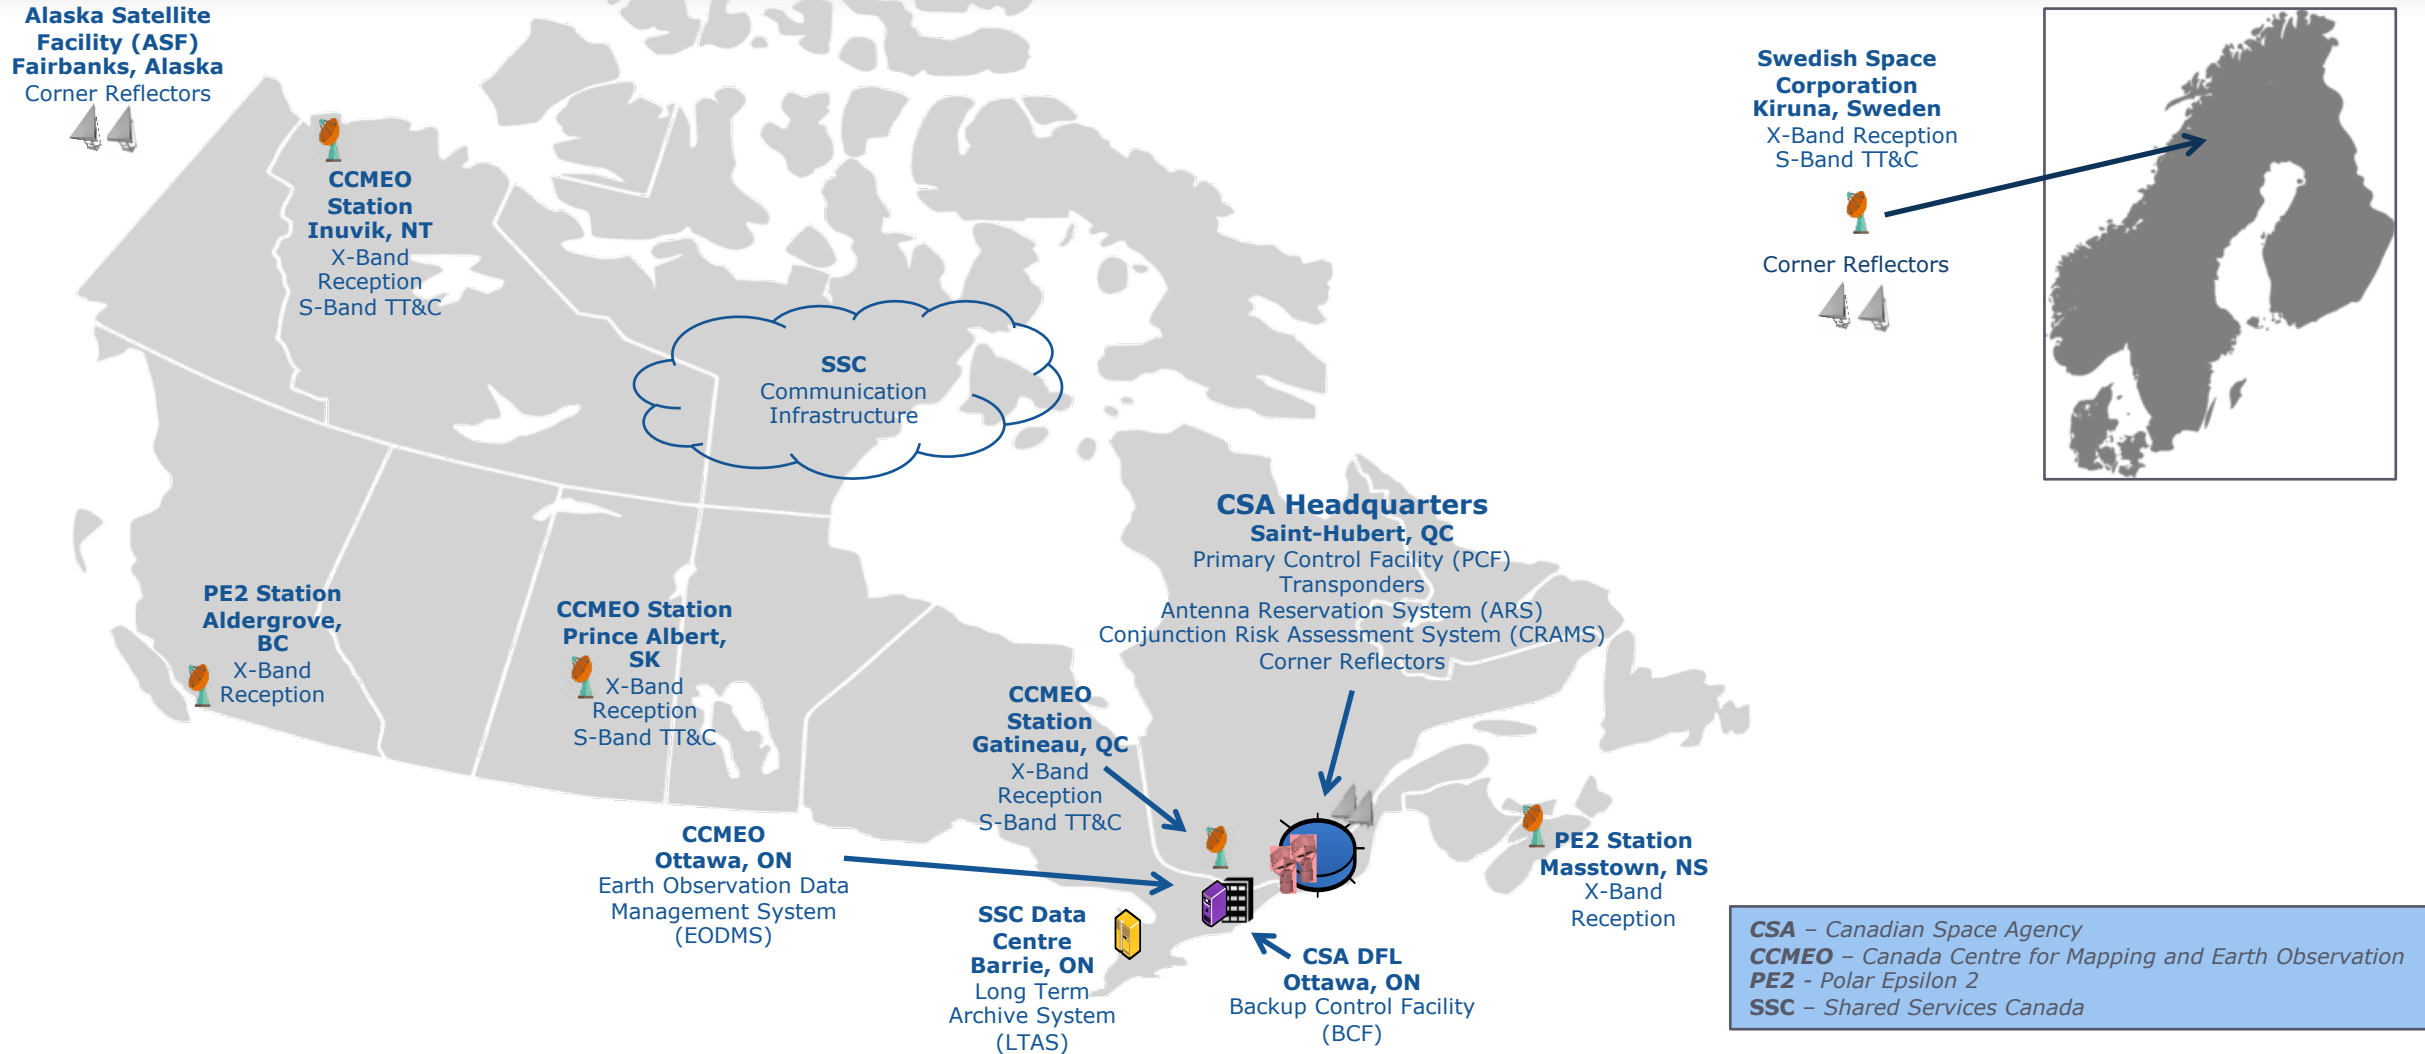 Alaska Satellite
Facility (ASF)
Fairbanks, Alaska
Corner Reflectors
CCMEO
Station
Inuvik, NT
X-Band
Reception
S-Band TT&C
SSC
Communication
Infrastructure
Swedish Space
Corporation
Kiruna, Sweden
X-Band Reception
S-Band TT&C
Corner Reflectors
CSA Headquarters
Saint-Hubert, QC
Primary Control Facility (PCF)
Transponders
Antenna Reservation System (ARS)
Conjunction Risk Assessment System (CRAMS)
Corner Reflectors
PE2 Station
Aldergrove,
BC
X-Band
Reception
CCMEO Station
Prince Albert,
SK
X-Band
Reception
S-Band TT&C
CCMEO
Station
Gatineau, QC
X-Band
Reception
S-Band TT&C
CCMEO
Ottawa, ON
Earth Observation Data
Management System
(EODMS)
SSC Data
Centre
Barrie, ON
Long Term
Archive System
(LTAS)
CSA DFL
Ottawa, ON
Backup Control Facility
(BCF)
PE2 Station
Masstown, NS
X-Band
Reception
CSA – Canadian Space Agency
CCMEO – Canada Centre for Mapping and Earth Observation
PE2 - Polar Epsilon 2
SSC – Shared Services Canada